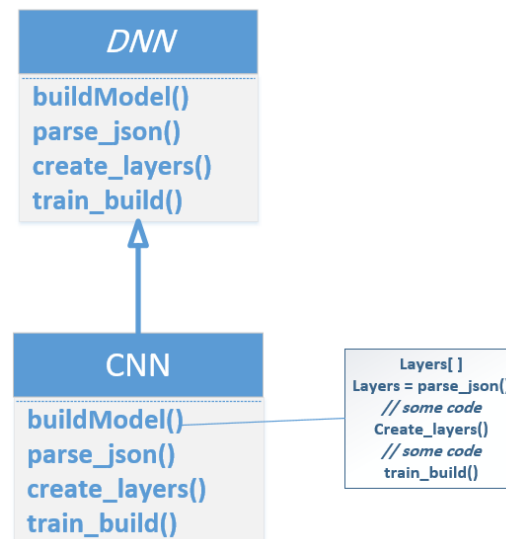 DNN
buildModel()
parse_json()
create_layers()
train_build()
CNN
buildModel()
parse_json()
create_layers()
train_build()
Layers[ ]
Layers = parse_json()
// some code
Create_layers()
// some code
train_build()